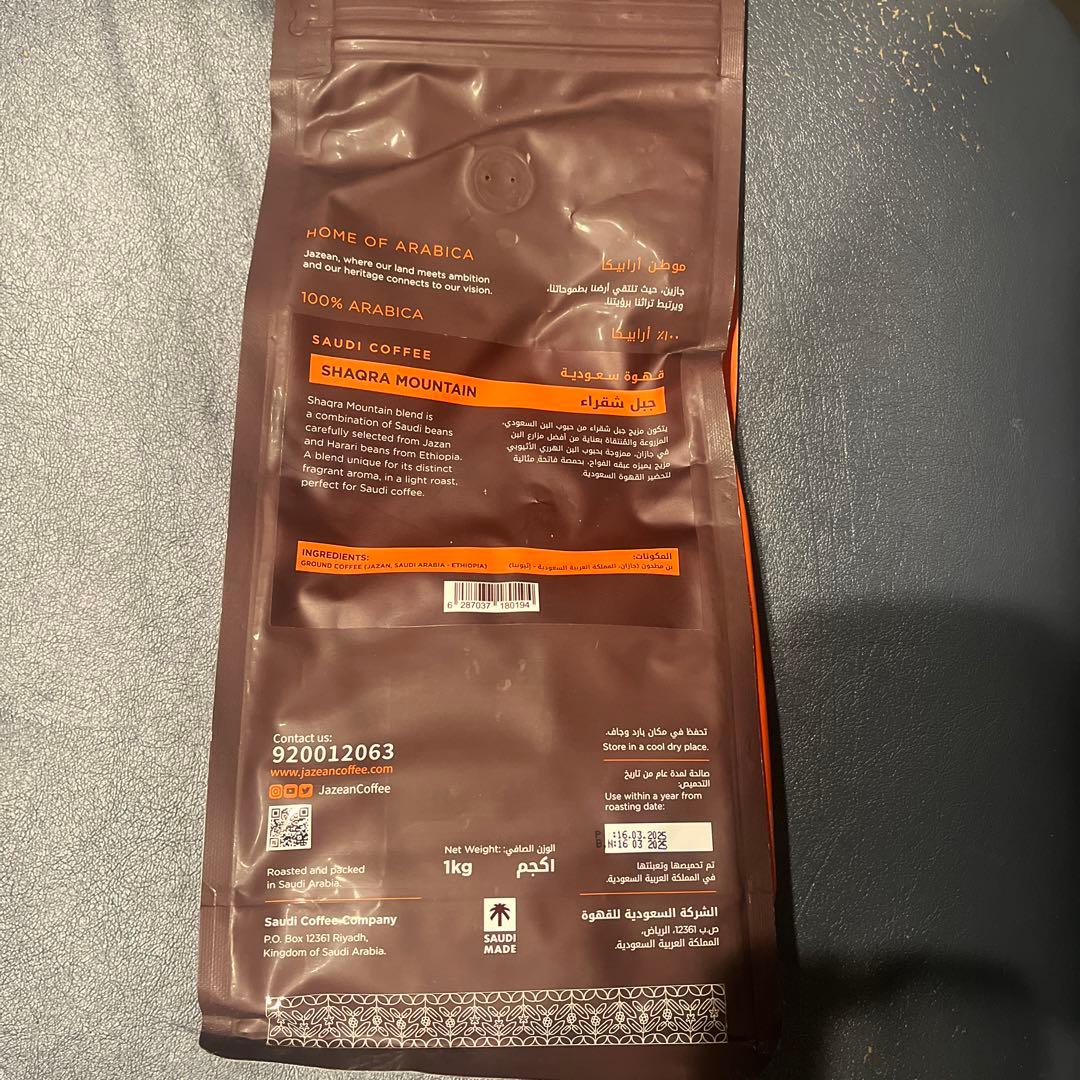 HOME OF ARABICA
Jazean, where our land meets ambition
and our heritage connects to our vision.
100% ARABICA
موطن أرابيكا
جازين، حيث تلتقي أرضنا بطموحاتنا،
ويرتبط تراثنا برؤيتنا.
١٠٠٪ أرابيكا
SAUDI COFFEE
SHAQRA MOUNTAIN
Shaqra Mountain blend is
a combination of Saudi beans
carefully selected from Jazan
and Harari beans from Ethiopia.
A blend unique for its distinct
fragrant aroma, in a light roast,
perfect for Saudi coffee.
قهوة سعودية
جبل شقراء
يتكون مزيج جبل شقراء من حبوب البن السعودي،
المزروعة والمُنتقاة بعناية من أفضل مزارع البن
في جازان، ممزوجة بحبوب البن الهرري الأثيوبي.
مزيج يميزه عبقه الفواح، بحمصة فاتحة مثالية
لتحضير القهوة السعودية.
INGREDIENTS:
GROUND COFFEE (JAZAN, SAUDI ARABIA - ETHIOPIA)
المكونات:
بن مطحون (جازان، المملكة العربية السعودية - إثيوبيا)
6 287037 180194
Contact us:
920012063
www.jazeancoffee.com
JazeanCoffee
Roasted and packed
in Saudi Arabia.
Saudi Coffee Company
P.O. Box 12361 Riyadh,
Kingdom of Saudi Arabia.
Net Weight: الوزن الصافي:
1kg ١كجم
SAUDI
MADE
تحفظ في مكان بارد وجاف.
Store in a cool dry place.
صالحة لمدة عام من تاريخ
التحميص:
Use within a year from
roasting date:
P :16.03.2025
B N:16 03 2025
تم تحميصها وتعبئتها
في المملكة العربية السعودية.
الشركة السعودية للقهوة
ص.ب 12361، الرياض،
المملكة العربية السعودية.